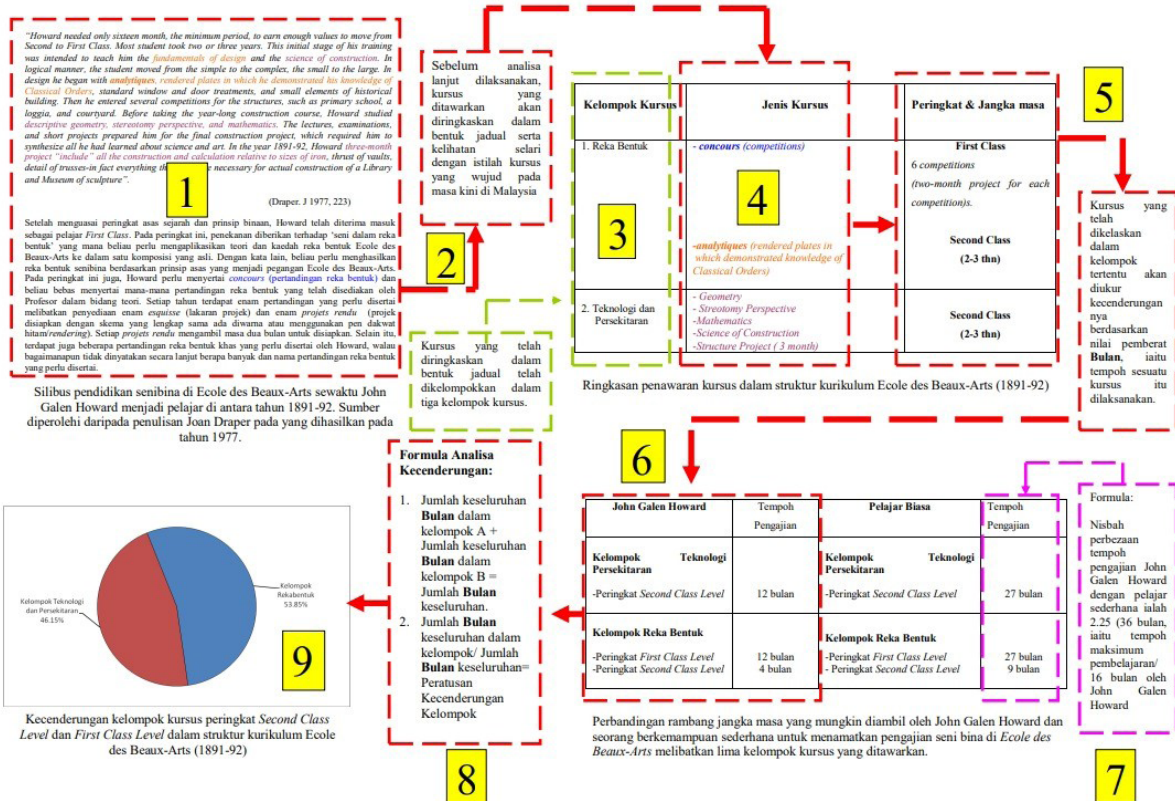 "Howard needed only sixteen month, the minimum period, to earn enough values to move from
Second to First Class. Most student took two or three years. This initial stage of his training
was intended to teach him the fundamentals of design and the science of construction. In
logical manner, the student moved from the simple to the complex, the small to the large. In
design he began with analytiques, rendered plates in which he demonstrated his knowledge of
Classical Orders, standard window and door treatments, and small elements of historical
building. Then he entered several competitions for the structures, such as primary school, a
loggia, and courtyard. Before taking the year-long construction course, Howard studied
descriptive geometry, stereotomy perspective, and mathematics. The lectures, examinations,
and short projects prepared him for the final construction project, which required him to
synthesize all he had learned about science and art. In the year 1891-92, Howard three-month
project "include" all the construction and calculation relative to sizes of iron, thrust of vaults,
detail of trusses-in fact everything necessary for actual construction of a Library
and Museum of sculpture".
(Draper. J 1977, 223)
1
Setelah menguasai peringkat asas sejarah dan prinsip binaan, Howard telah diterima masuk
sebagai pelajar First Class. Pada peringkat ini, penekanan diberikan terhadap 'seni dalam reka
bentuk' yang mana beliau perlu mengaplikasikan teori dan kaedah reka bentuk Ecole des
Beaux-Arts ke dalam satu komposisi yang asli. Dengan kata lain, beliau perlu menghasilkan
reka bentuk senibina berdasarkan prinsip asas yang menjadi pegangan Ecole des Beaux-Arts.
Pada peringkat ini juga, Howard perlu menyertai concours (pertandingan reka bentuk) dan
beliau bebas menyertai mana-mana pertandingan reka bentuk yang telah disediakan oleh
Profesor dalam bidang teori. Setiap tahun terdapat enam pertandingan yang perlu disertai
melibatkan penyediaan enam esquisse (lakaran projek) dan enam projets rendu (projek
disiapkan dengan skema yang lengkap sama ada diwarna atau menggunakan pen dakwat
hitam/rendering). Setiap projets rendu mengambil masa dua bulan untuk disiapkan. Selain itu,
terdapat juga beberapa pertandingan reka bentuk khas yang perlu disertai oleh Howard, walau
bagaimanapun tidak dinyatakan secara lanjut berapa banyak dan nama pertandingan reka bentuk
yang perlu disertai.
Silibus pendidikan senibina di Ecole des Beaux-Arts sewaktu John
Galen Howard menjadi pelajar di antara tahun 1891-92. Sumber
diperolehi daripada penulisan Joan Draper pada yang dihasilkan pada
tahun 1977.
Sebelum analisa
lanjut dilaksanakan,
kursus yang
ditawarkan akan
diringkaskan dalam
bentuk jadual serta
kelihatan selari
dengan istilah kursus
yang wujud pada
masa kini di Malaysia
2
Kursus yang telah
diringkaskan dalam
bentuk jadual telah
dikelompokkan dalam
tiga kelompok kursus.
Kelompok Kursus
Jenis Kursus
Peringkat & Jangka masa
1. Reka Bentuk
3
- concours (competitions)
4
-analytiques (rendered plates in
which demonstrated knowledge of
Classical Orders)
First Class
6 competitions
(two-month project for each
competition).
Second Class
(2-3 thn)
2. Teknologi dan
Persekitaran
- Geometry
- Streotomy Perspective
-Mathematics
-Science of Construction
-Structure Project ( 3 month)
Second Class
(2-3 thn)
Ringkasan penawaran kursus dalam struktur kurikulum Ecole des Beaux-Arts (1891-92)
5
Kursus yang
telah
dikelaskan
dalam
kelompok
tertentu akan
diukur
kecenderungan
nya
berdasarkan
nilai pemberat
Bulan, iaitu
tempoh sesuatu
kursus itu
dilaksanakan.
6
John Galen Howard
Tempoh
Pengajian
Pelajar Biasa
Tempoh
Pengajian
Kelompok Teknologi
Persekitaran
-Peringkat Second Class Level
12 bulan
Kelompok Teknologi
Persekitaran
-Peringkat Second Class Level
27 bulan
Kelompok Reka Bentuk
-Peringkat First Class Level
12 bulan
-Peringkat Second Class Level
4 bulan
Kelompok Reka Bentuk
-Peringkat First Class Level
27 bulan
- Peringkat Second Class Level
9 bulan
Perbandingan rambang jangka masa yang mungkin diambil oleh John Galen Howard dan
seorang berkemampuan sederhana untuk menamatkan pengajian seni bina di Ecole des
Beaux-Arts melibatkan lima kelompok kursus yang ditawarkan.
Formula:
Nisbah
perbezaan
tempoh
pengajian John
Galen Howard
dengan pelajar
sederhana ialah
2.25 (36 bulan,
iaitu tempoh
maksimum
pembelajaran/
16 bulan oleh
John Galen
Howard
7
Formula Analisa
Kecenderungan:
1. Jumlah keseluruhan
Bulan dalam
kelompok A +
Jumlah keseluruhan
Bulan dalam
kelompok B =
Jumlah Bulan
keseluruhan.
2. Jumlah Bulan
keseluruhan dalam
kelompok/ Jumlah
Bulan keseluruhan=
Peratusan
Kecenderungan
Kelompok
8
Kelompok Teknologi
dan Persekitaran
46.15%
Kelompok
Rekabentuk
53.85%
9
Kecenderungan kelompok kursus peringkat Second Class
Level dan First Class Level dalam struktur kurikulum Ecole
des Beaux-Arts (1891-92)